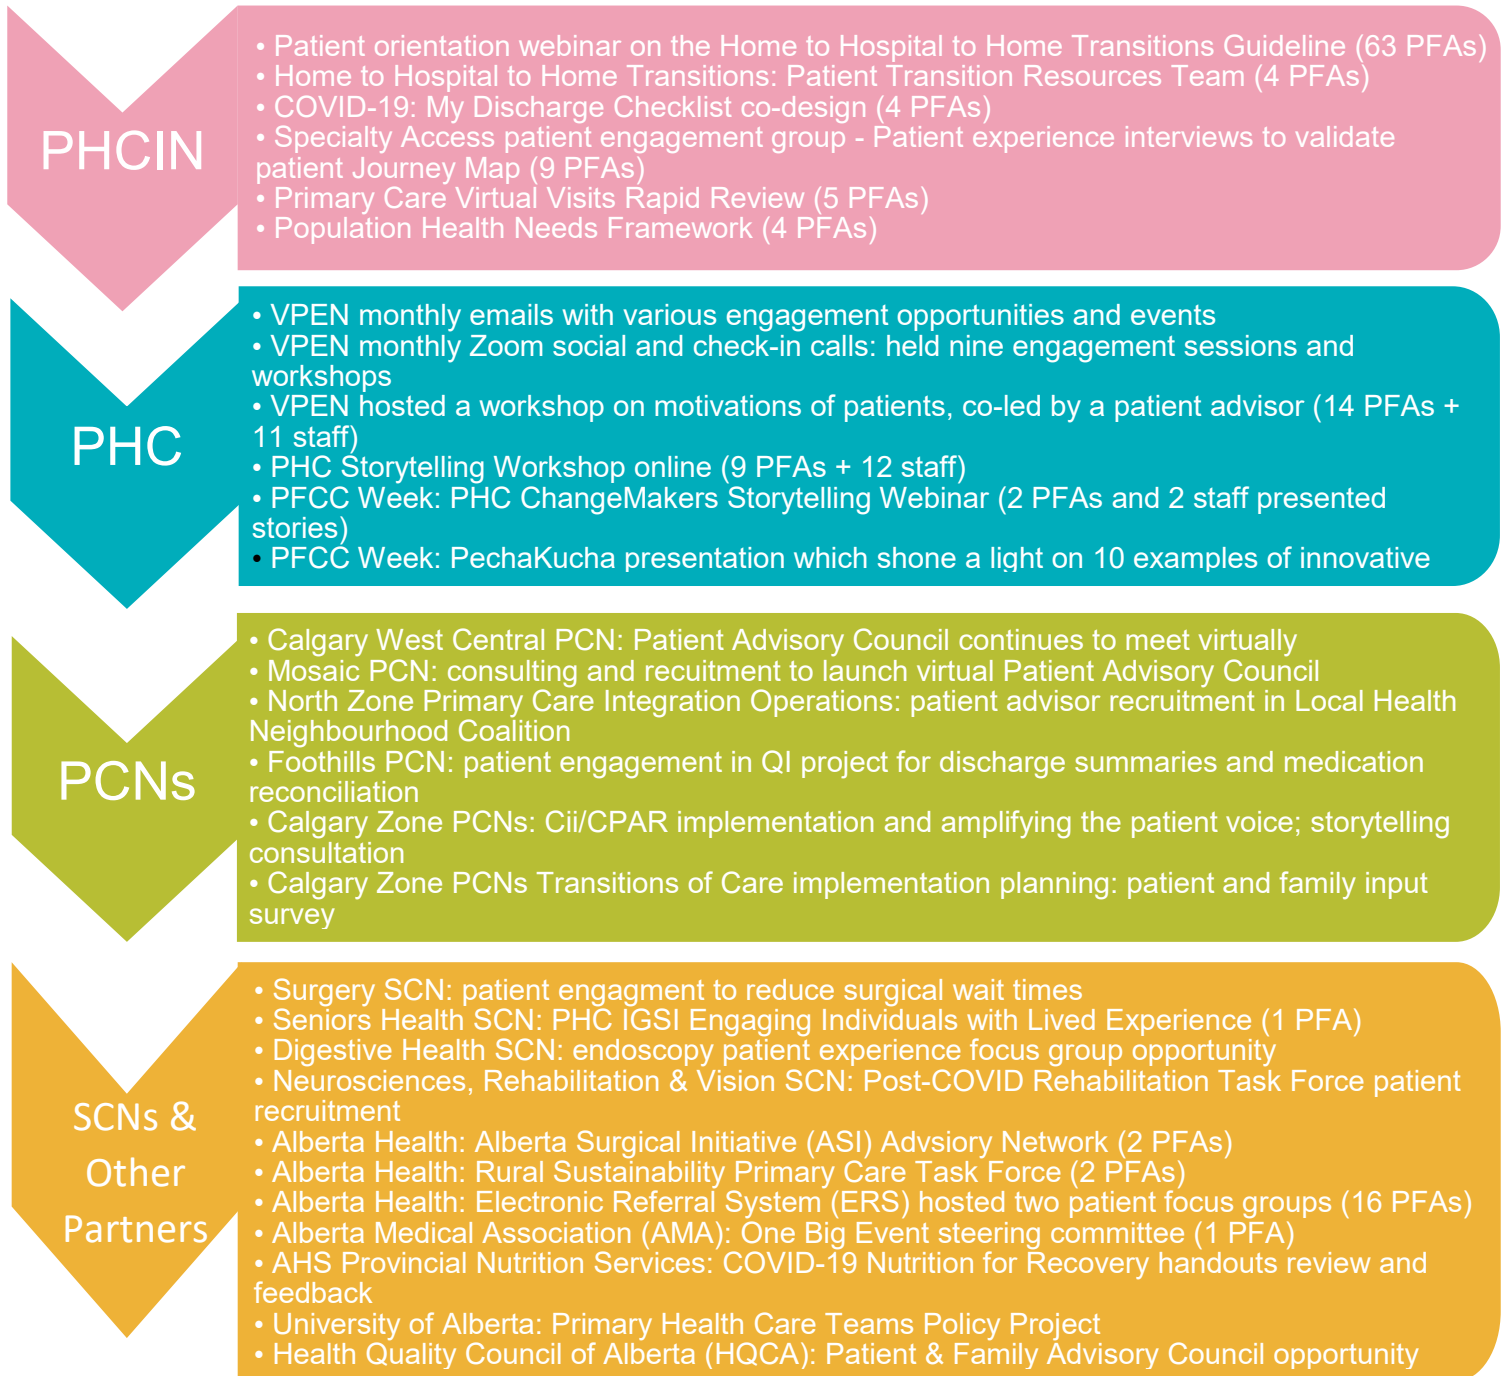 PHCIN
• Patient orientation webinar on the Home to Hospital to Home Transitions Guideline (63 PFAs)
• Home to Hospital to Home Transitions: Patient Transition Resources Team (4 PFAs)
• COVID-19: My Discharge Checklist co-design (4 PFAs)
• Specialty Access patient engagement group - Patient experience interviews to validate
patient Journey Map (9 PFAs)
• Primary Care Virtual Visits Rapid Review (5 PFAs)
• Population Health Needs Framework (4 PFAs)
PHC
• VPEN monthly emails with various engagement opportunities and events
• VPEN monthly Zoom social and check-in calls: held nine engagement sessions and
workshops
• VPEN hosted a workshop on motivations of patients, co-led by a patient advisor (14 PFAs +
11 staff)
• PHC Storytelling Workshop online (9 PFAs + 12 staff)
• PFCC Week: PHC ChangeMakers Storytelling Webinar (2 PFAs and 2 staff presented
stories)
• PFCC Week: PechaKucha presentation which shone a light on 10 examples of innovative
PCNs
• Calgary West Central PCN: Patient Advisory Council continues to meet virtually
• Mosaic PCN: consulting and recuitment to launch virtual Patient Advisory Council
• North Zone Primary Care Integration Operations: patient advisor recruitment in Local Health
Neighbourhood Coalition
• Foothills PCN: patient engagement in QI project for discharge summaries and medication
reconciliation
• Calgary Zone PCNs: Cii/CPAR implementation and amplifying the patient voice; storytelling
consultation
• Calgary Zone PCNs Transitions of Care implementation planning: patient and family input
survey
SCNs &
Other
Partners
• Surgery SCN: patient engagment to reduce surgical wait times
• Seniors Health SCN: PHC IGSI Engaging Individuals with Lived Experience (1 PFA)
• Digestive Health SCN: endoscopy patient experience focus group opportunity
• Neurosciences, Rehabilitation & Vision SCN: Post-COVID Rehabilitation Task Force patient
recruitment
• Alberta Health: Alberta Surgical Initiative (ASI) Advsiory Network (2 PFAs)
• Alberta Health: Rural Sustainability Primary Care Task Force (2 PFAs)
• Alberta Health: Electronic Referral System (ERS) hosted two patient focus groups (16 PFAs)
• Alberta Medical Association (AMA): One Big Event steering committee (1 PFA)
• AHS Provincial Nutrition Services: COVID-19 Nutrition for Recovery handouts review and
feedback
• University of Alberta: Primary Health Care Teams Policy Project
• Health Quality Council of Alberta (HQCA): Patient & Family Advisory Council opportunity